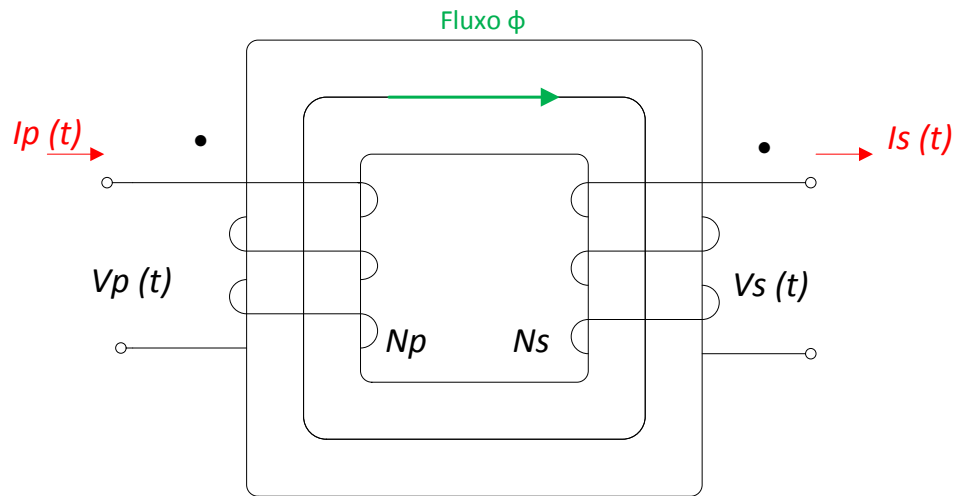 Fluxo ϕ
Ip (t)
Is (t)
Vp (t)
Vs (t)
Np
Ns